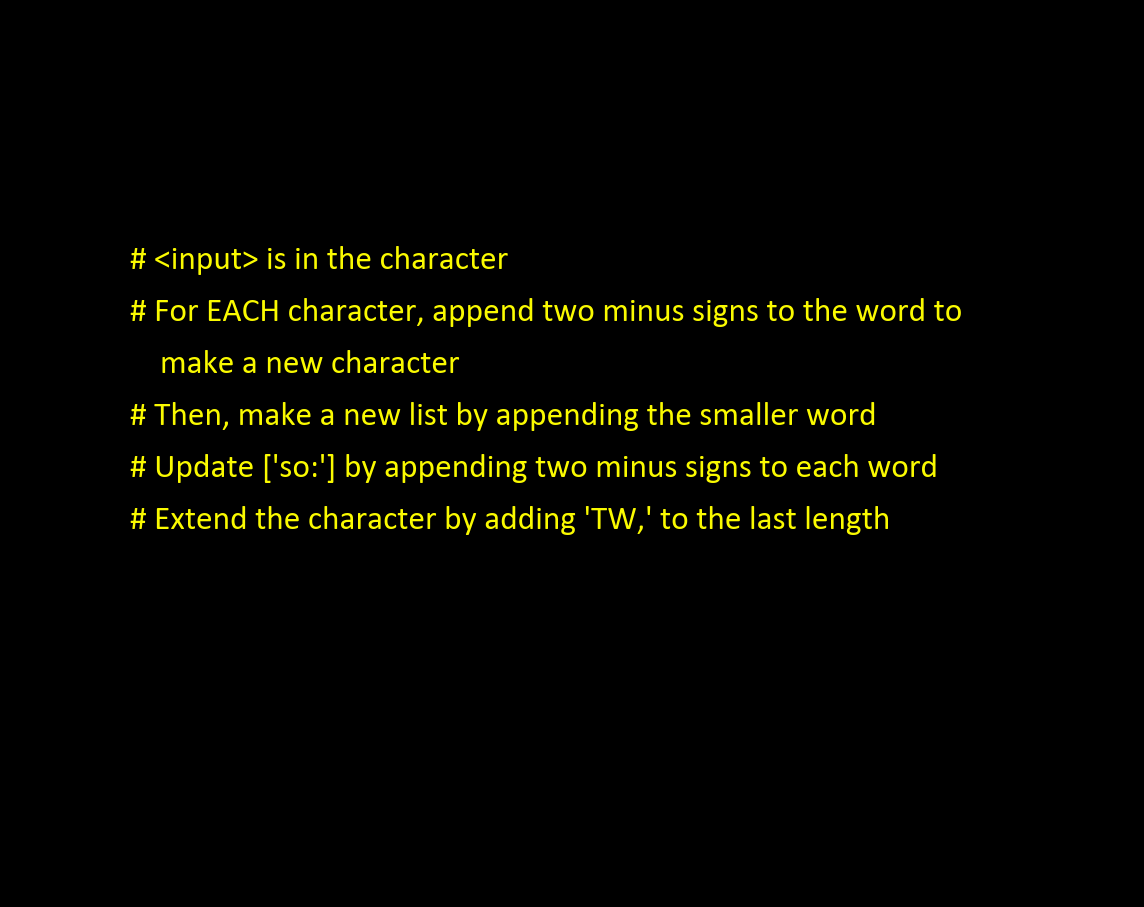 # <input> is in the character
# For EACH character, append two minus signs to the word to
make a new character
# Then, make a new list by appending the smaller word
# Update ['so:'] by appending two minus signs to each word
# Extend the character by adding 'TW,' to the last length